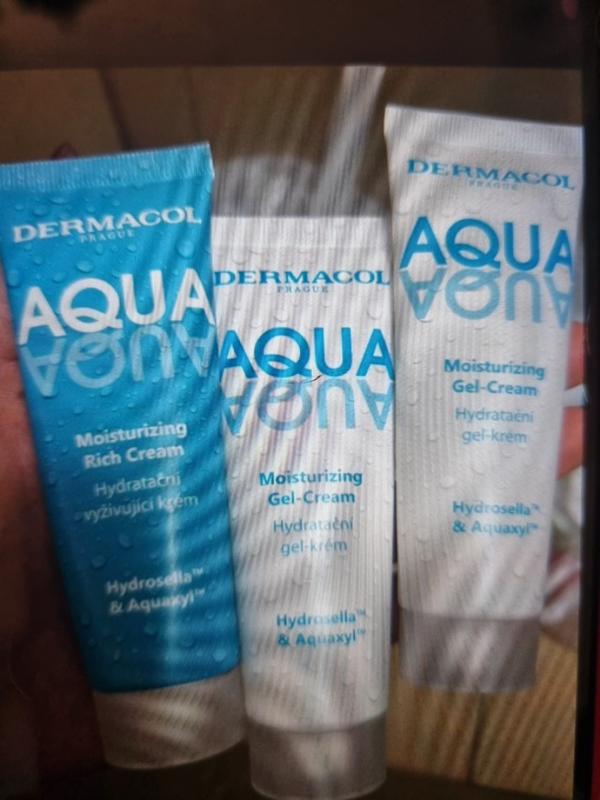 DERMACOL
PRAGUE
AQUA
AQUA
Moisturizing
Rich Cream
Hydratační
vyživující krém
Hydrosella™
& Aquaxyl™
DERMACOL
PRAGUE
AQUA
AQUA
Moisturizing
Gel-Cream
Hydratační
gel-krém
Hydrosella™
& Aquaxyl™
DERMACOL
PRAGUE
AQUA
AQUA
Moisturizing
Gel-Cream
Hydratační
gel-krém
Hydrosella™
& Aquaxyl™